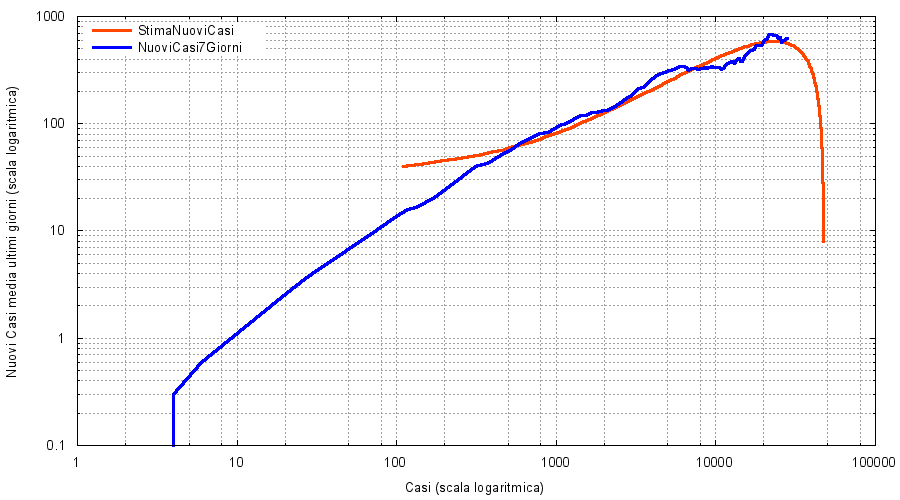 1000
StimaNuoviCasi
NuoviCasi7Giorni
100
10
1
0.1
Nuovi Casi media ultimi giorni (scala logaritmica)
1 10 100 1000 10000 100000
Casi (scala logaritmica)